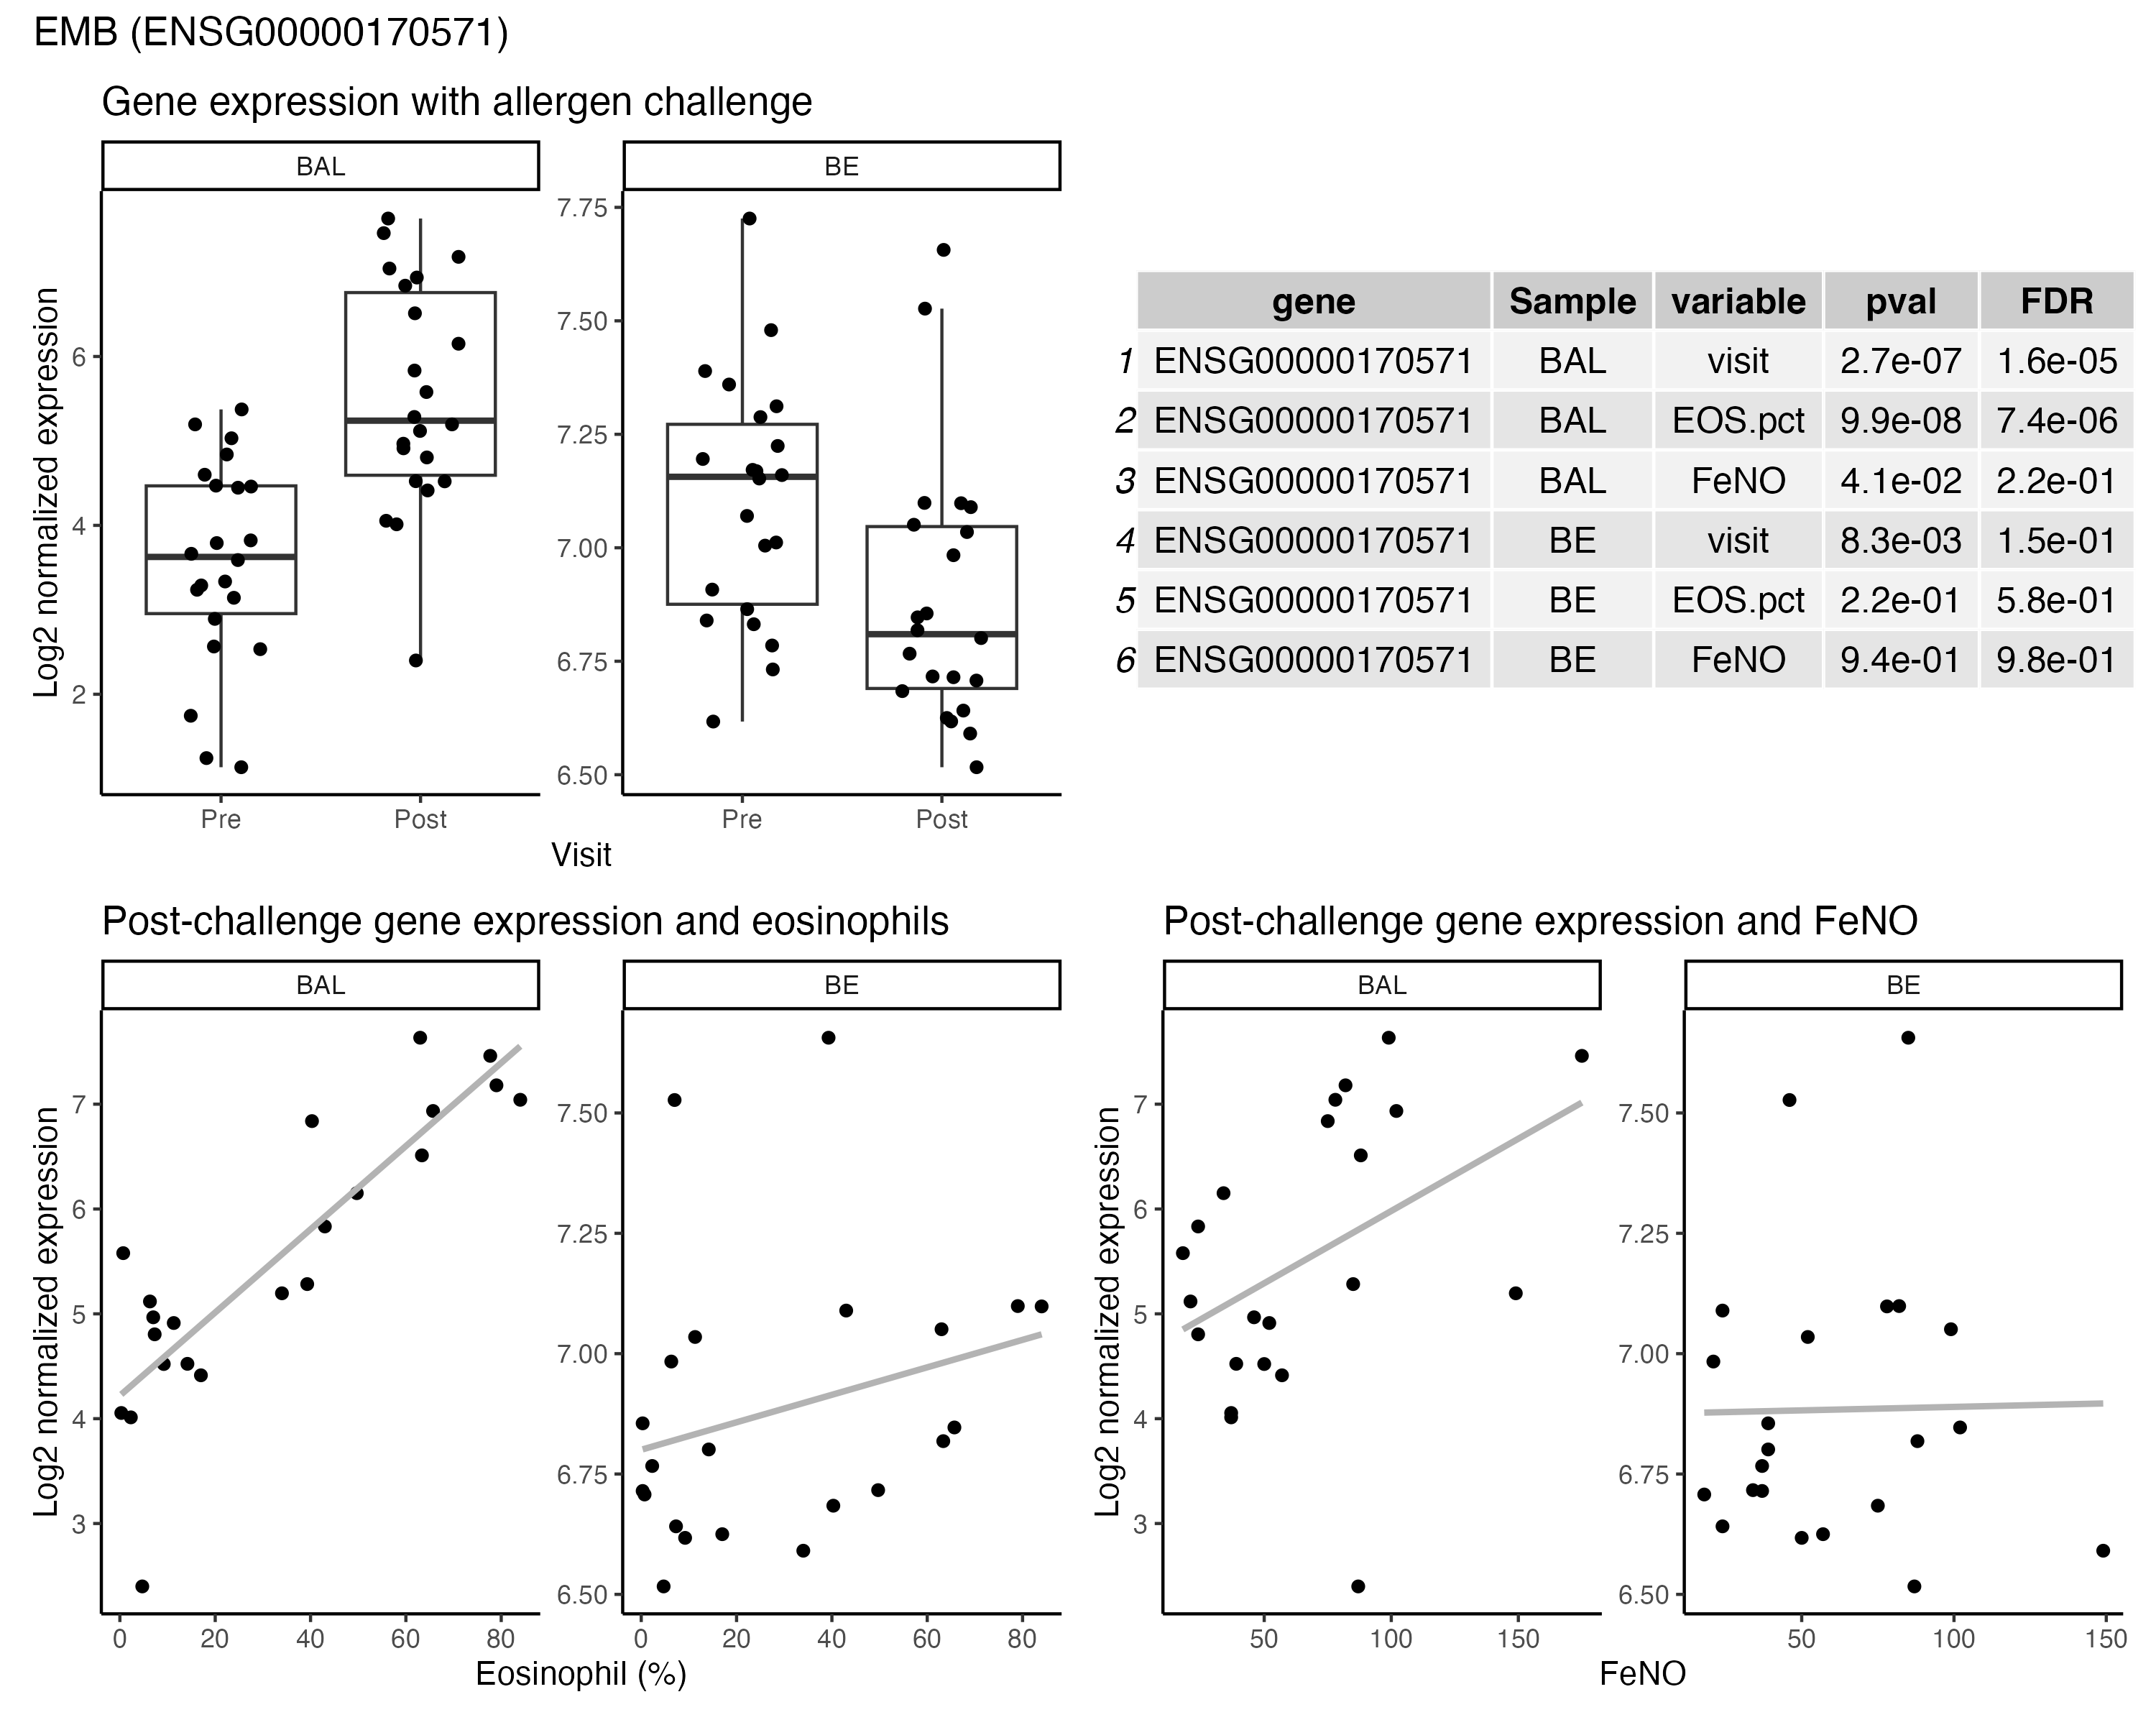 EMB (ENSG00000170571)
Gene expression with allergen challenge
BAL
BE
Log2 normalized expression
6
4
2
7.75
7.50
7.25
7.00
6.75
6.50
Pre
Post
Pre
Post
Visit
gene Sample variable pval FDR
1 ENSG00000170571 BAL visit 2.7e-07 1.6e-05
2 ENSG00000170571 BAL EOS.pct 9.9e-08 7.4e-06
3 ENSG00000170571 BAL FeNO 4.1e-02 2.2e-01
4 ENSG00000170571 BE visit 8.3e-03 1.5e-01
5 ENSG00000170571 BE EOS.pct 2.2e-01 5.8e-01
6 ENSG00000170571 BE FeNO 9.4e-01 9.8e-01
Post-challenge gene expression and eosinophils
BAL
BE
Log2 normalized expression
7
6
5
4
3
7.50
7.25
7.00
6.75
6.50
0 20 40 60 80
0 20 40 60 80
Eosinophil (%)
Post-challenge gene expression and FeNO
BAL
BE
Log2 normalized expression
7
6
5
4
3
7.50
7.25
7.00
6.75
6.50
50 100 150
50 100 150
FeNO